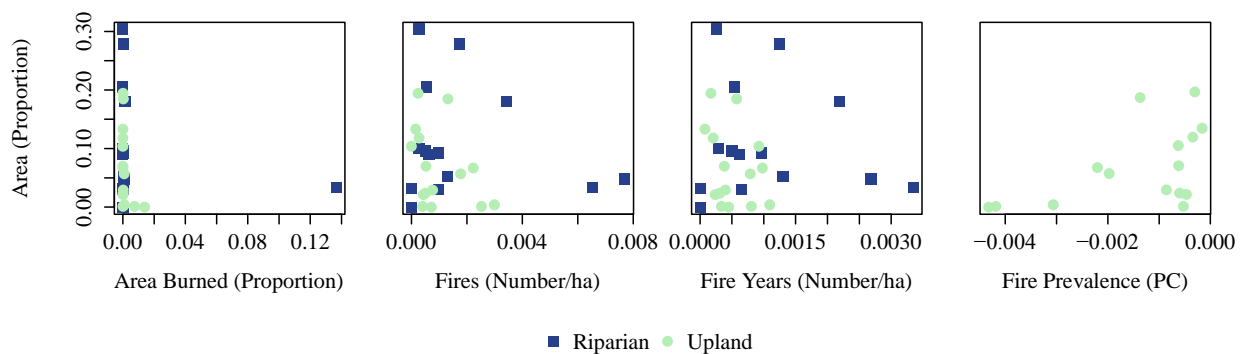 Area (Proportion)
0.00 0.10 0.20 0.30
0.00 0.04 0.08 0.12
0.000 0.004 0.008
0.0000 0.0015 0.0030
−0.004 −0.002 0.000
Area Burned (Proportion)
Fires (Number/ha)
Fire Years (Number/ha)
Fire Prevalence (PC)
Riparian Upland